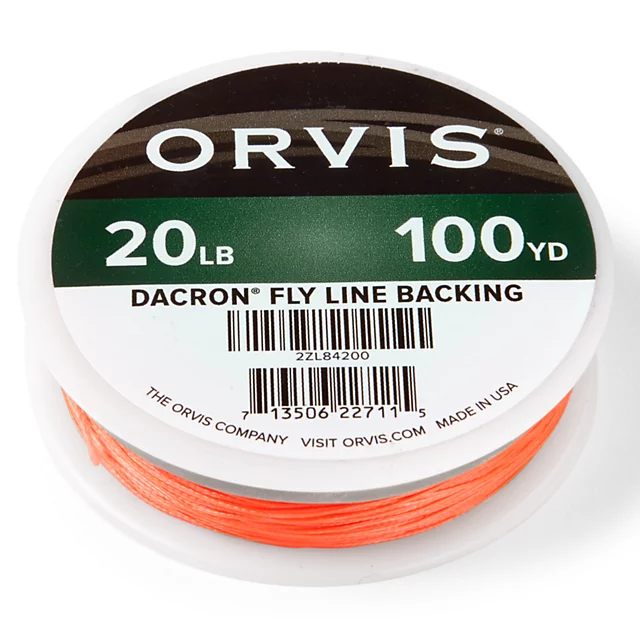 ORVIS®
20LB 100YD
DACRON® FLY LINE BACKING
2ZL84200
7 13506 22711 5
THE ORVIS COMPANY VISIT ORVIS.COM MADE IN USA